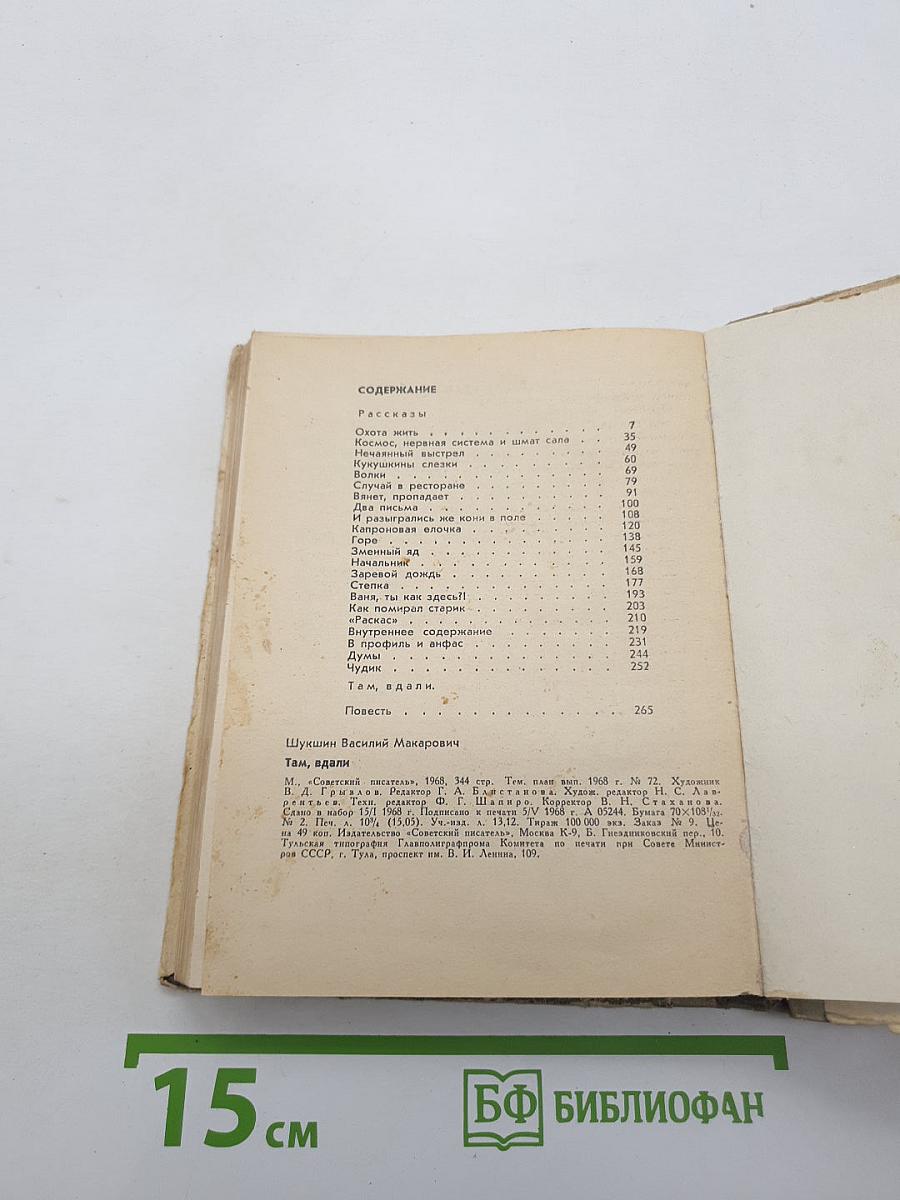 СОДЕРЖАНИЕ
Рассказы
Охота жить . . . . . . . . . . . . 7
Космос, нервная система и шмат сала . . 35
Нечаянный выстрел . . . . . . . . . 49
Кукушкины слезки . . . . . . . . . 60
Волки . . . . . . . . . . . . . 69
Случай в ресторане . . . . . . . . . 79
Вянет, пропадает . . . . . . . . . . 91
Два письма . . . . . . . . . . . . 100
И разыгрались же кони в поле . . . . . 108
Капроновая елочка . . . . . . . . . 120
Горе . . . . . . . . . . . . . . 138
Змеиный яд . . . . . . . . . . . 145
Начальник . . . . . . . . . . . . 159
Заревой дождь . . . . . . . . . . 168
Степка . . . . . . . . . . . . . 177
Ваня, ты как здесь?! . . . . . . . . . 193
Как помирал старик . . . . . . . . . 203
«Раскас» . . . . . . . . . . . . . 210
Внутреннее содержание . . . . . . . 219
В профиль и анфас . . . . . . . . . 231
Думы . . . . . . . . . . . . . . 244
Чудик . . . . . . . . . . . . . . 252
Там, вдали.
Повесть . . . . . . . . . . . . . . 265
Шукшин Василий Макарович
Там, вдали
М., «Советский писатель», 1968, 344 стр. Тем. план вып. 1968 г. № 72. Художник
В. Д. Грывлов. Редактор Г. А. Блистанова. Худож. редактор Н. С. Лав-
рентьев. Техн. редактор Ф. Г. Шапиро. Корректор В. Н. Стаханова.
Сдано в набор 15/I 1968 г. Подписано к печати 5/V 1968 г. А 05244. Бумага 70×108¹/₃₂.
№ 2. Печ. л. 10³/₄ (15,05). Уч.-изд. л. 13,12. Тираж 100 000 экз. Заказ № 9. Це-
на 49 коп. Издательство «Советский писатель», Москва К-9, Б. Гнездниковский пер., 10.
Тульская типография Главполиграфпрома Комитета по печати при Совете Минист-
ров СССР, г. Тула, проспект им. В. И. Ленина, 109.
15 см
БФ БИБЛИОФАН